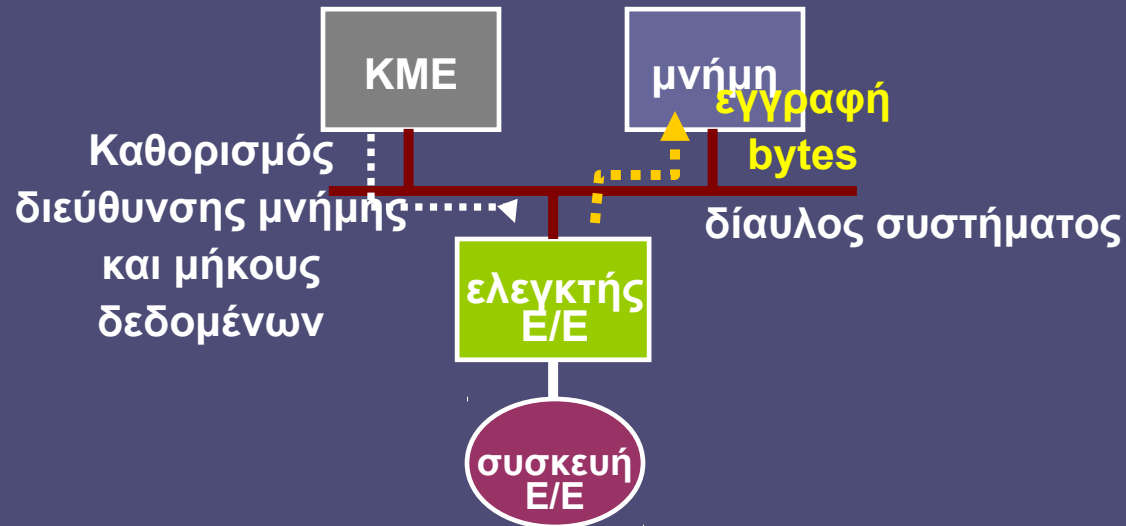 ΚΜΕ
μνήμη
εγγραφή
bytes
Καθορισμός
διεύθυνσης μνήμης
και μήκους
δεδομένων
δίαυλος συστήματος
ελεγκτής
Ε/Ε
συσκευή
Ε/Ε